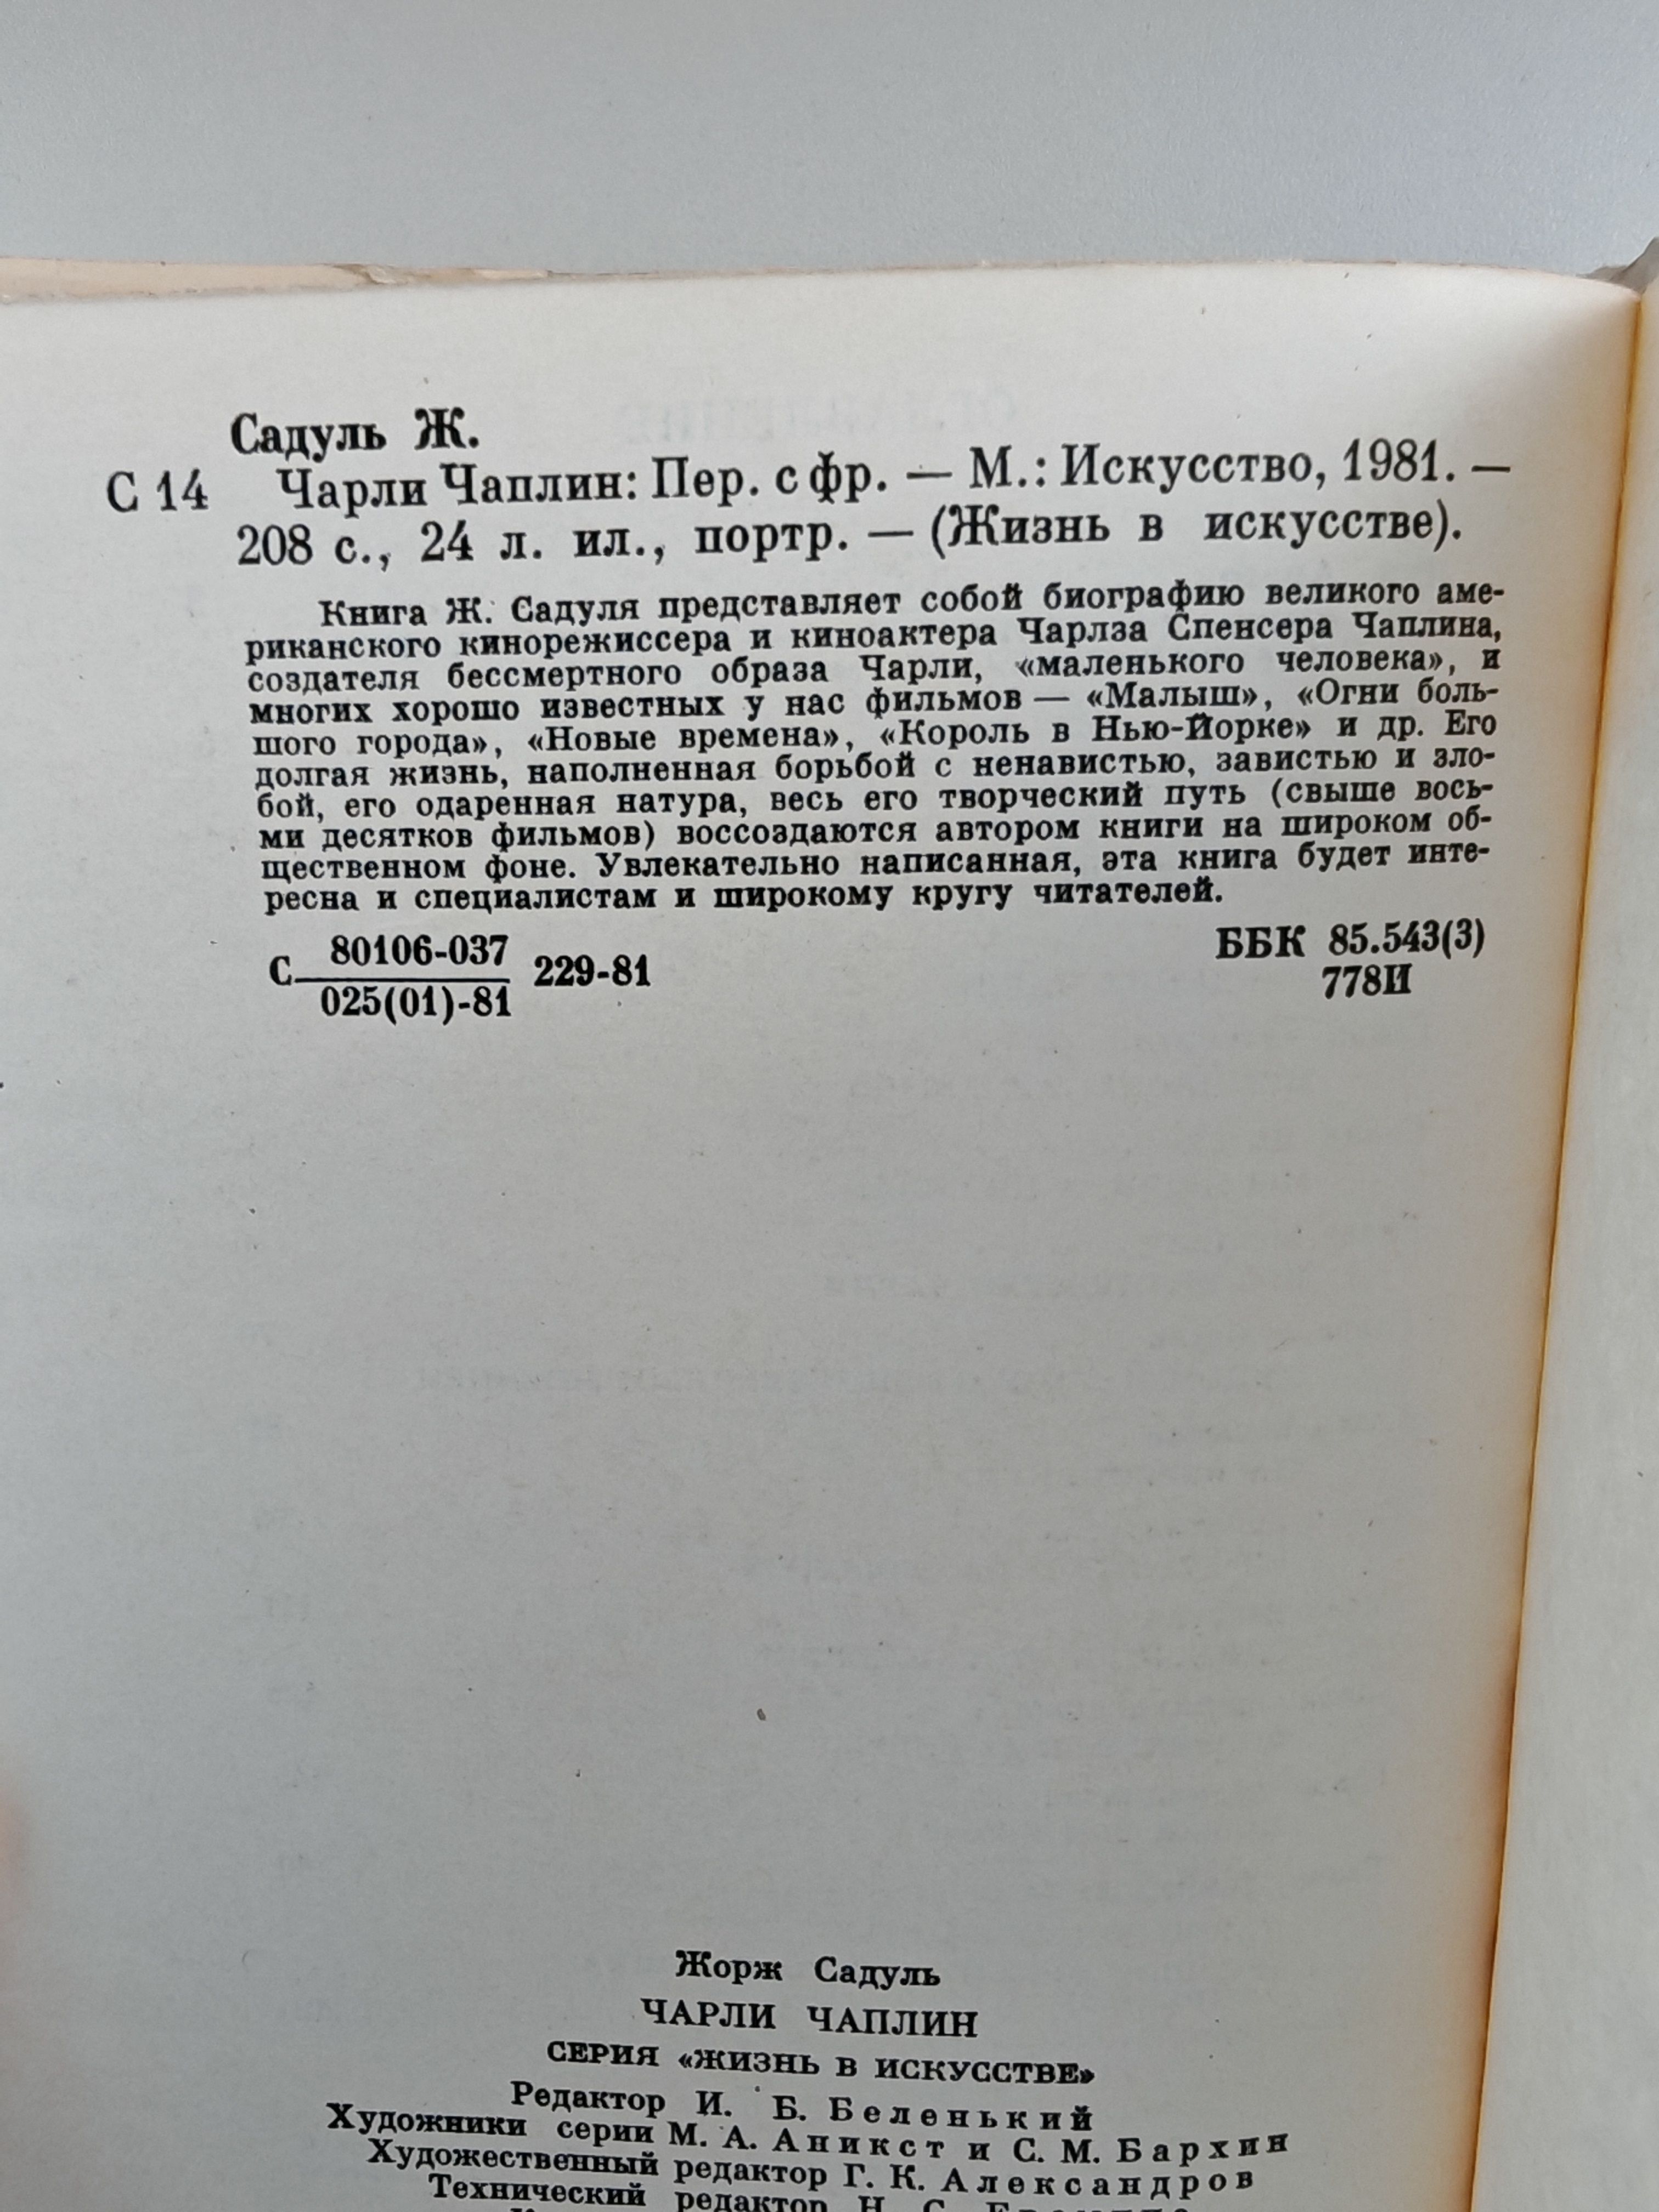 Садуль Ж.
С 14 Чарли Чаплин: Пер. с фр. — М.: Искусство, 1981. —
208 с., 24 л. ил., портр. — (Жизнь в искусстве).
Книга Ж. Садуля представляет собой биографию великого аме-
риканского кинорежиссера и киноактера Чарлза Спенсера Чаплина,
создателя бессмертного образа Чарли, «маленького человека», и
многих хорошо известных у нас фильмов — «Малыш», «Огни боль-
шого города», «Новые времена», «Король в Нью-Йорке» и др. Его
долгая жизнь, наполненная борьбой с ненавистью, завистью и зло-
бой, его одаренная натура, весь его творческий путь (свыше вось-
ми десятков фильмов) воссоздаются автором книги на широком об-
щественном фоне. Увлекательно написанная, эта книга будет инте-
ресна и специалистам и широкому кругу читателей.
С 80106-037
025(01)-81
229-81
ББК 85.543(3)
778И
Жорж Садуль
ЧАРЛИ ЧАПЛИН
СЕРИЯ «ЖИЗНЬ В ИСКУССТВЕ»
Редактор И. Б. Беленький
Художники серии М. А. Аникст и С. М. Бархин
Художественный редактор Г. К. Александров
Технический редактор Н. С.